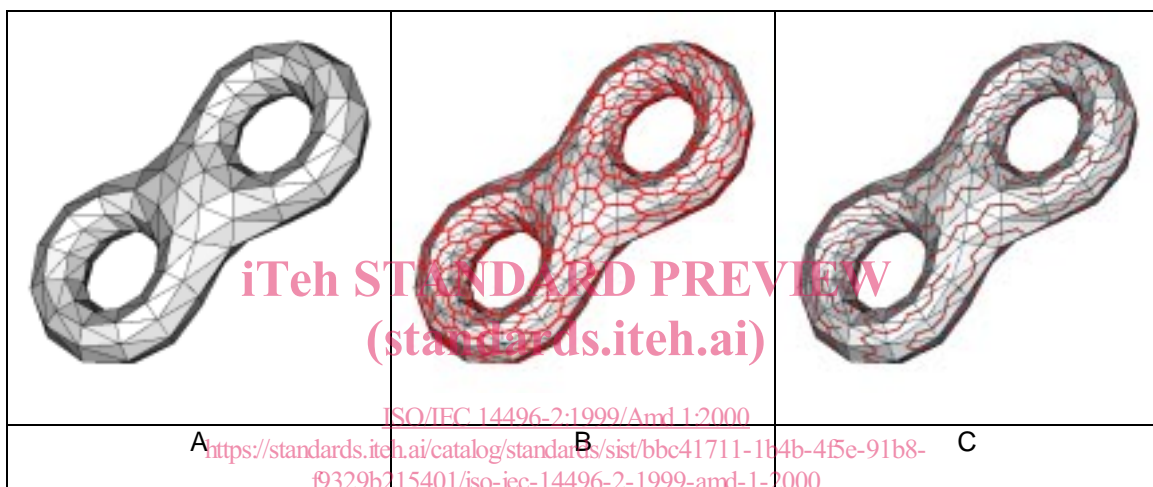 iTeh STANDARD PREVIEW
(standards.iteh.ai)
ISO/IEC 14496-2:1999/Amd 1:2000
A B C
https://standards.iteh.ai/catalog/standards/sist/bbc41711-1b4b-4f5e-91b8-
f9329b215401/iso-iec-14496-2-1999-amd-1-2000